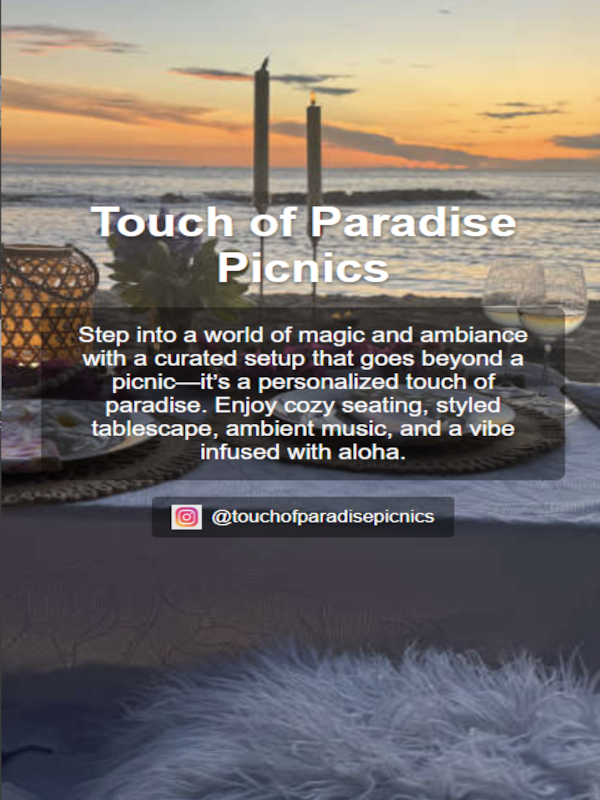 Touch of Paradise
Picnics
Step into a world of magic and ambiance
with a curated setup that goes beyond a
picnic—it's a personalized touch of
paradise. Enjoy cozy seating, styled
tablescape, ambient music, and a vibe
infused with aloha.
@touchofparadisepicnics